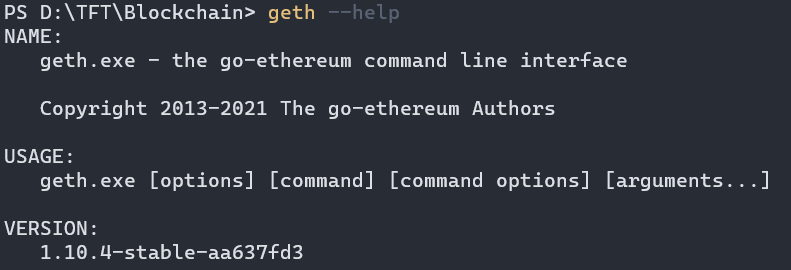 PS D:\TFT\Blockchain> geth --help
NAME:
geth.exe - the go-ethereum command line interface
Copyright 2013-2021 The go-ethereum Authors
USAGE:
geth.exe [options] [command] [command options] [arguments...]
VERSION:
1.10.4-stable-aa637fd3